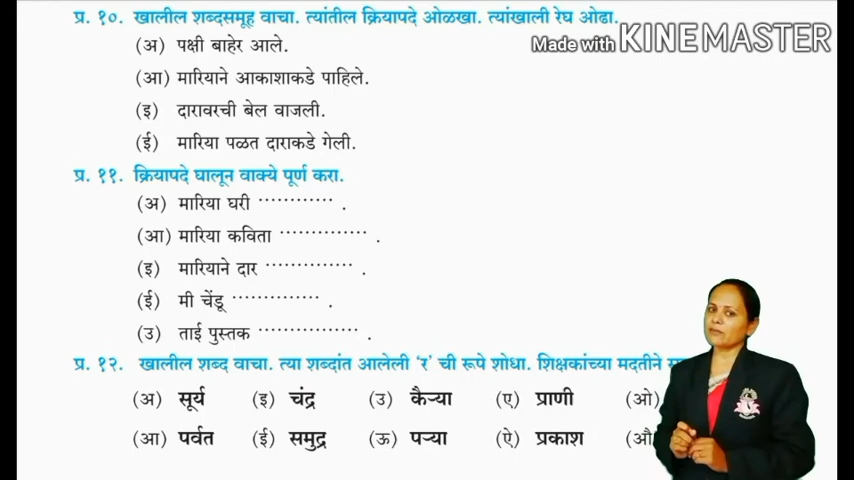 प्र. १०. खालील शब्दसमूह वाचा. त्यांतील क्रियापदे ओळखा. त्यांखाली रेघ ओढा.
Made with KINEMASTER
(अ) पक्षी बाहेर आले.
(आ) मारियाने आकाशाकडे पाहिले.
(इ) दारावरची बेल वाजली.
(ई) मारिया पळत दाराकडे गेली.
प्र. ११. क्रियापदे घालून वाक्ये पूर्ण करा.
(अ) मारिया घरी ............ .
(आ) मारिया कविता .............. .
(इ) मारियाने दार .............. .
(ई) मी चेंडू .............. .
(उ) ताई पुस्तक ................ .
प्र. १२. खालील शब्द वाचा. त्या शब्दांत आलेली 'र' ची रूपे शोधा. शिक्षकांच्या मदतीने
(अ) सूर्य (इ) चंद्र (उ) कैऱ्या (ए) प्राणी (ओ)
(आ) पर्वत (ई) समुद्र (ऊ) पऱ्या (ऐ) प्रकाश (औ